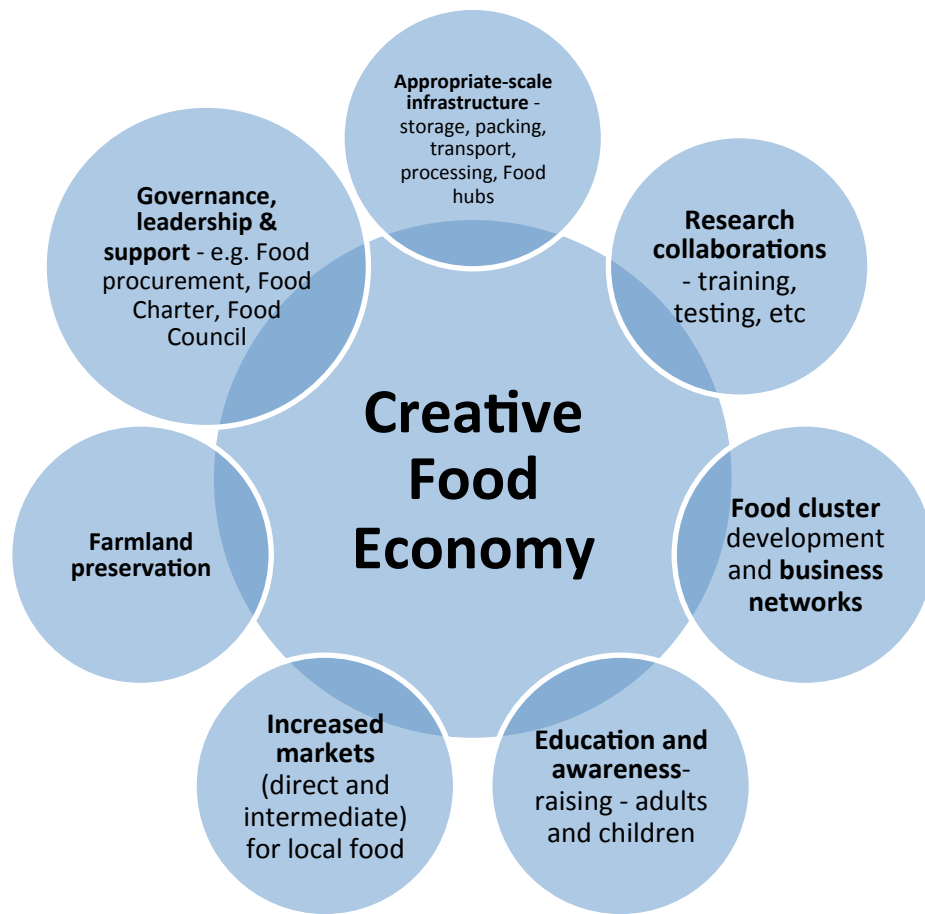 Appropriate-scale
infrastructure -
storage, packing,
transport,
processing, Food
hubs
Research
collaborations
- training,
testing, etc
Food cluster
development
and business
networks
Education and
awareness-
raising - adults
and children
Increased
markets
(direct and
intermediate)
for local food
Farmland
preservation
Governance,
leadership &
support - e.g. Food
procurement, Food
Charter, Food
Council
Creative
Food
Economy